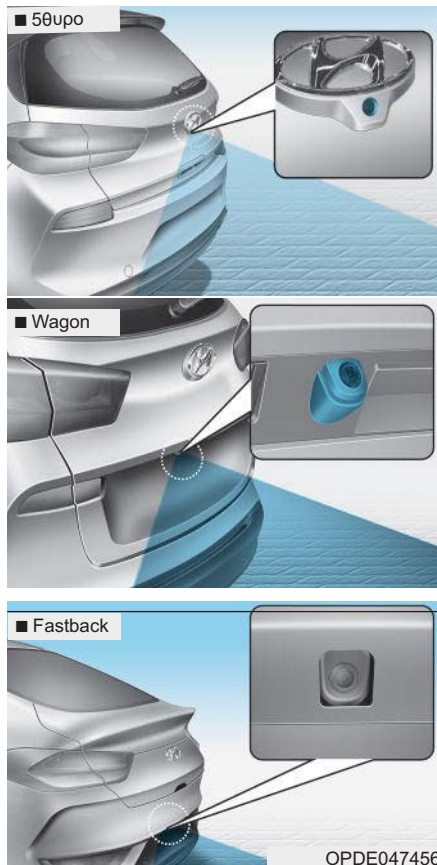 ■ 5θυρο
■ Wagon
■ Fastback
OPDE047456